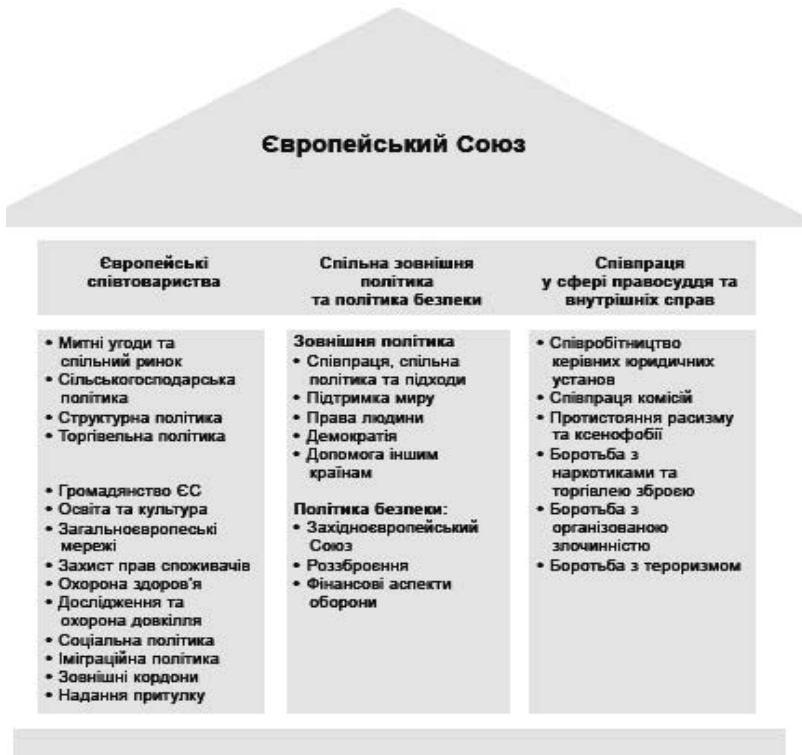 Європейський Союз
Європейські
співтовариства
Митні угоди та
спільний ринок
• Сільськогосподарська
політика
• Структурна політика
• Торгівельна політика
• Громадянство ЄС
• Освіта та культура
• Загальноєвропеські
мережі
• Захист прав споживачів
• Охорона здоров'я
• Дослідження та
охорона довкілля
• Соціальна політика
• Іміграційна політика
• Зовнішні кордони
• Надання притулку
Спільна зовнішня
політика
та політика безпеки
Зовнішня політика
• Співпраця, спільна
політика та підходи
• Підтримка миру
• Права людини
• Демократія
• Допомога іншим
країнам
Політика безпеки:
• Західноєвропейський
Союз
• Роззброєння
• Фінансові аспекти
оборони
Співпраця
у сфері правосуддя та
внутрішніх справ
• Співробітництво
керівних юридичних
установ
• Співпраця комісій
• Протистояння расизму
та ксенофобії
• Боротьба з
наркотиками та
торгівлею зброєю
• Боротьба з
організованою
злочинністю
• Боротьба з тероризмом